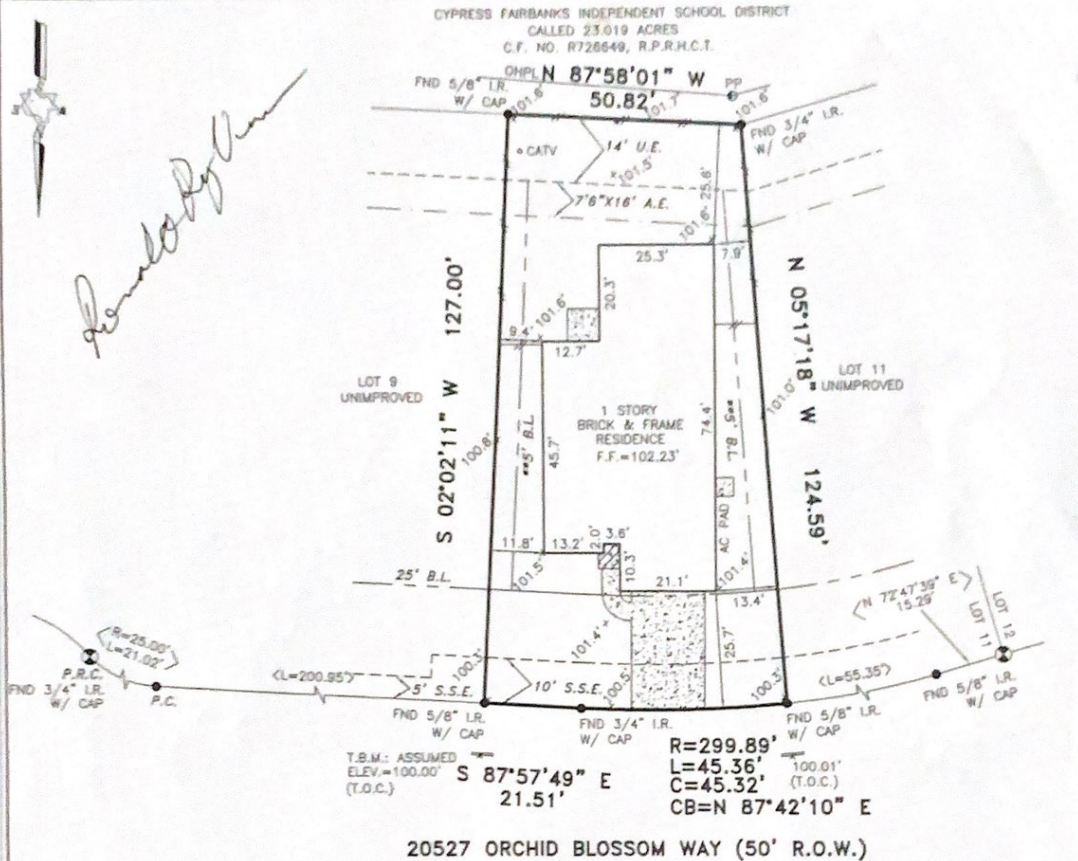 CYPRESS FAIRBANKS INDEPENDENT SCHOOL DISTRICT
CALLED 23.019 ACRES
C.F. NO. R726649, R.P.R.H.C.T.
OHPL
N 87°58'01" W
50.82'
PP
FND 5/8" I.R.
W/ CAP
101.6'
101.7'
101.6'
FND 3/4" I.R.
W/ CAP
CATV
14' U.E.
101.5'
7'6"X16' A.E.
25.6'
101.6'
25.3'
7.9'
20.3'
101.6'
9.4'
12.7'
S 02°02'11" W 127.00'
N 05°17'18" W 124.59'
LOT 9
UNIMPROVED
LOT 11
UNIMPROVED
101.0'
100.8'
**5' B.L.
45.7'
1 STORY
BRICK & FRAME
RESIDENCE
F.F.=102.23'
74.4'
**5' B.L.
AC PAD
11.8'
13.2'
2.0'
3.6'
10.3'
21.1'
101.5'
101.4'
13.4'
25' B.L.
<N 72°47'39" E>
15.29'
LOT 11
LOT 12
<R=25.00'
L=21.02'>
P.R.C.
FND 3/4" I.R.
W/ CAP
P.C.
<L=200.95'>
5' S.S.E.
100.3'
10' S.S.E.
101.4'
100.5'
25.7'
100.3'
<L=55.35'>
FND 5/8" I.R.
W/ CAP
FND 5/8" I.R.
W/ CAP
FND 3/4" I.R.
W/ CAP
FND 5/8" I.R.
W/ CAP
T.B.M.: ASSUMED
ELEV.=100.00'
(T.O.C.)
S 87°57'49" E
21.51'
R=299.89'
L=45.36'
C=45.32'
CB=N 87°42'10" E
100.01'
(T.O.C.)
20527 ORCHID BLOSSOM WAY (50' R.O.W.)